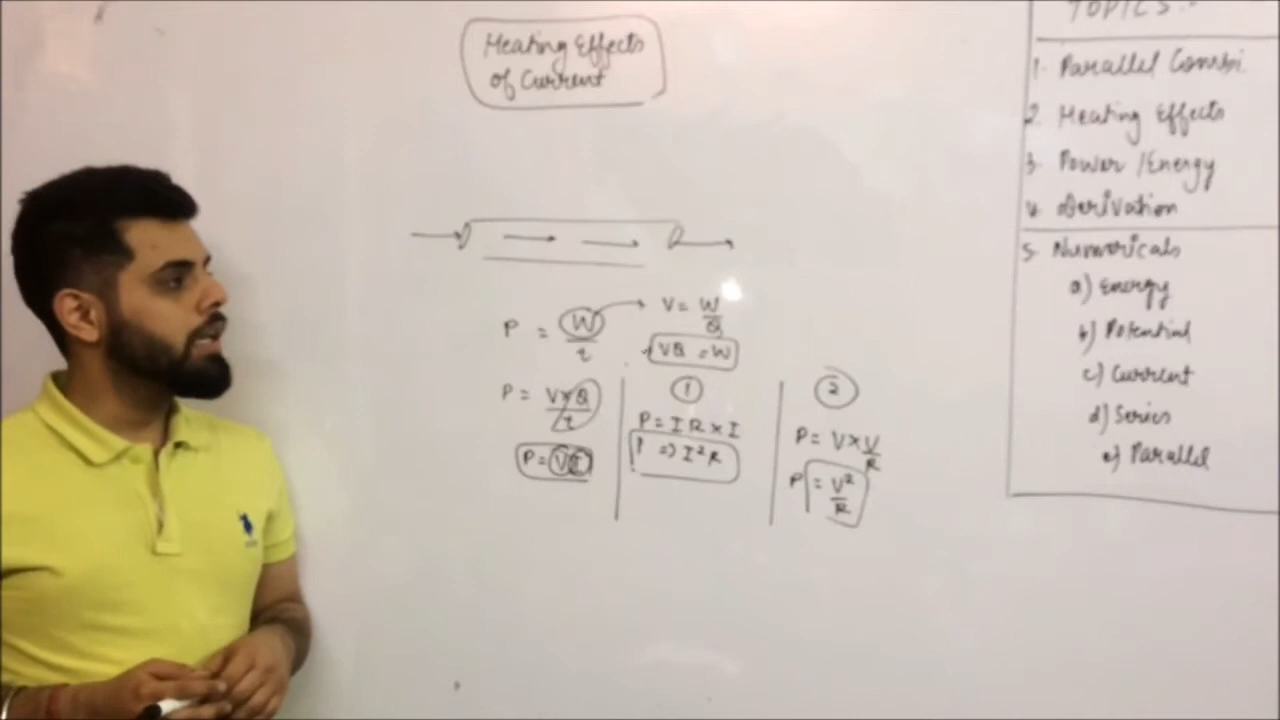 Heating Effects
of Current
P = W/t
V = W/Q
VQ = W
P = V×Q/t
P = VI
1
P = IR × I
P => I²R
2
P = V × V/R
P = V²/R
TOPICS :-
1. Parallel Combi.
2. Heating Effects
3. Power / Energy
4. Derivation
5. Numericals
a) Energy
b) Potential
c) Current
d) Series
e) Parallel